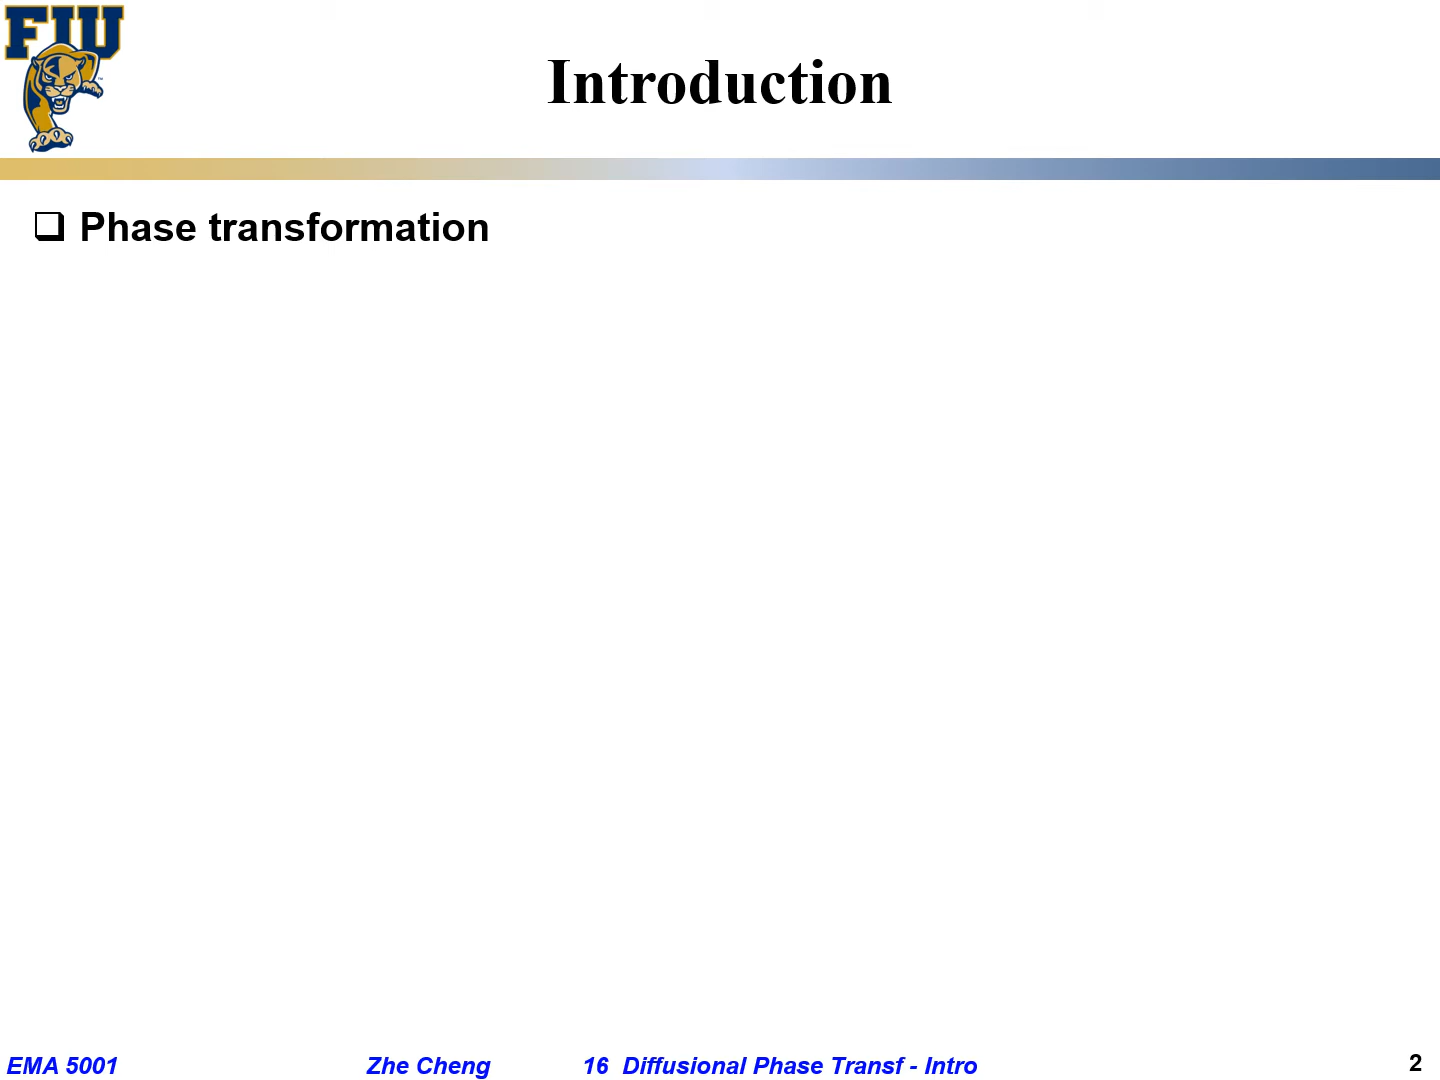 FIU
Introduction
Phase transformation
EMA 5001 Zhe Cheng 16 Diffusional Phase Transf - Intro 2